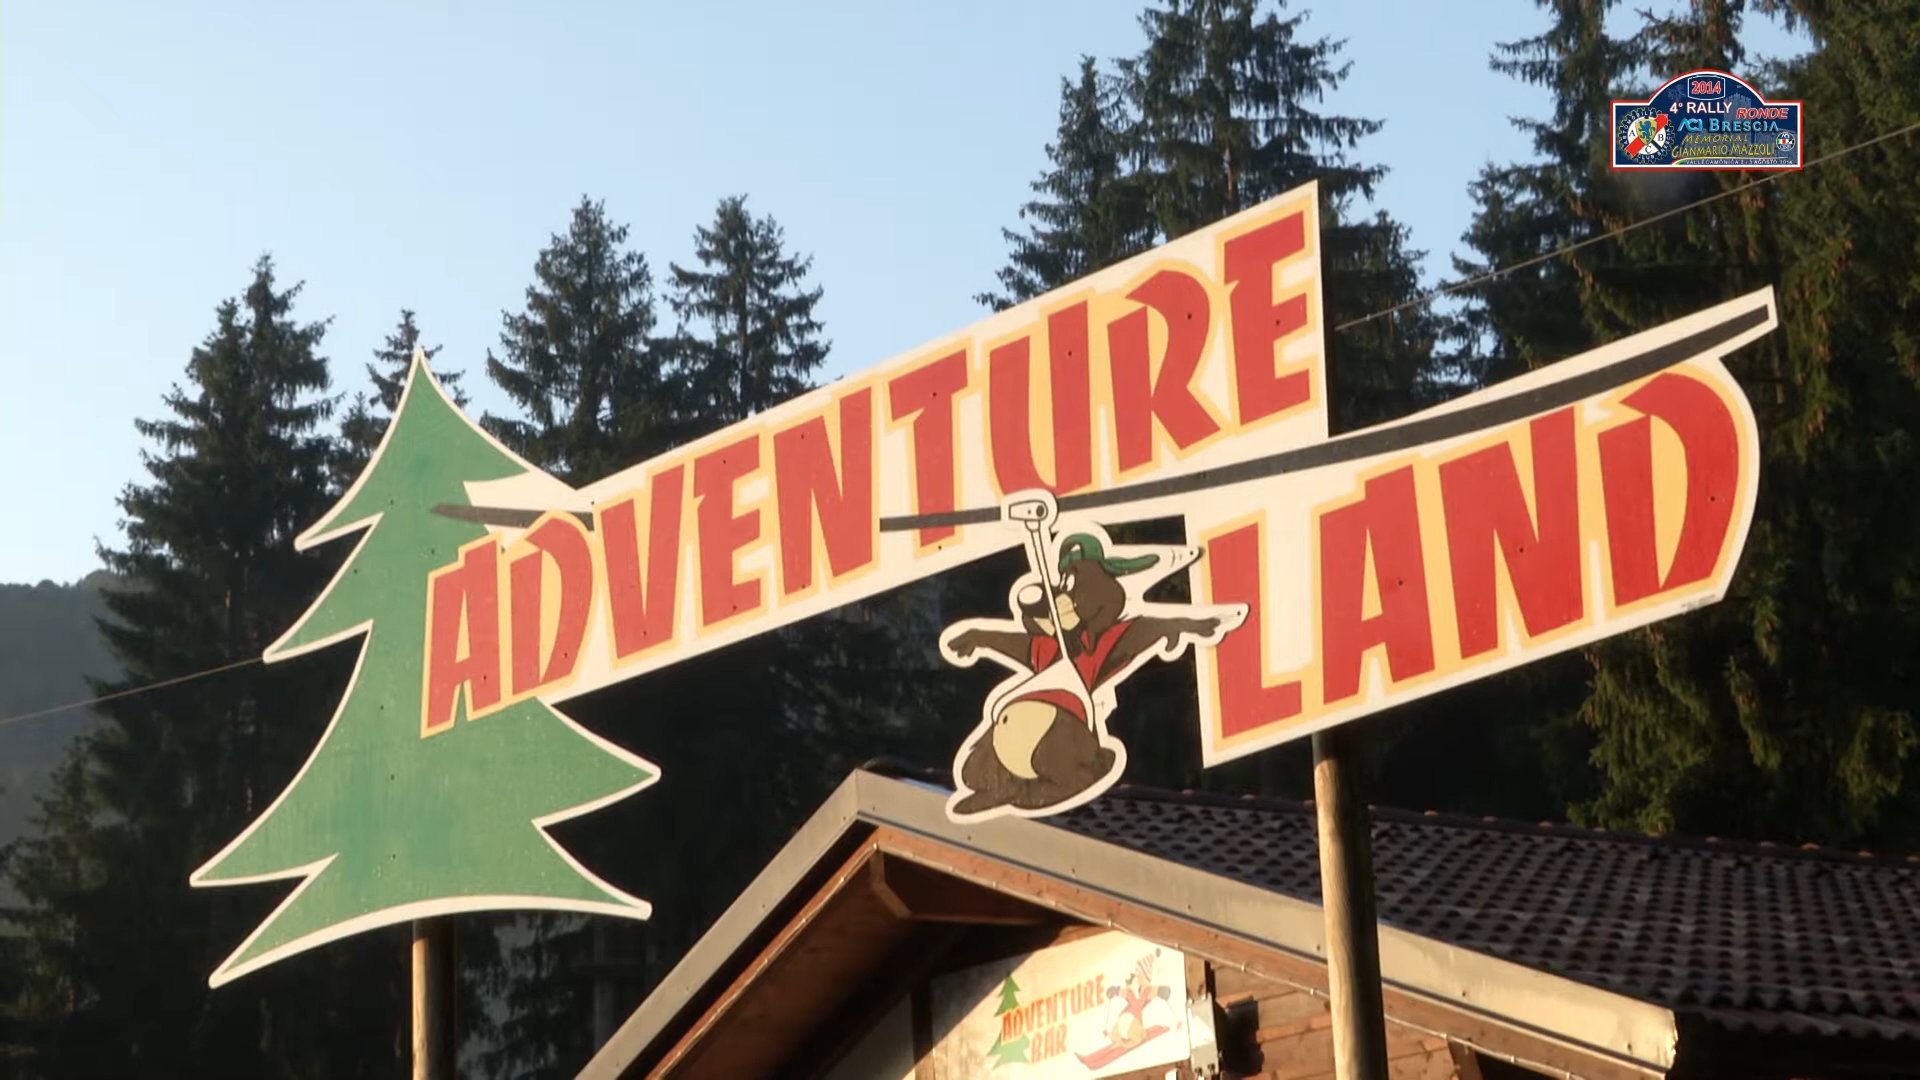 2014
4° RALLY RONDE
ACI BRESCIA
MEMORIAL
GIANMARIO MAZZOLI
ADVENTURE
LAND
ADVENTURE
BAR